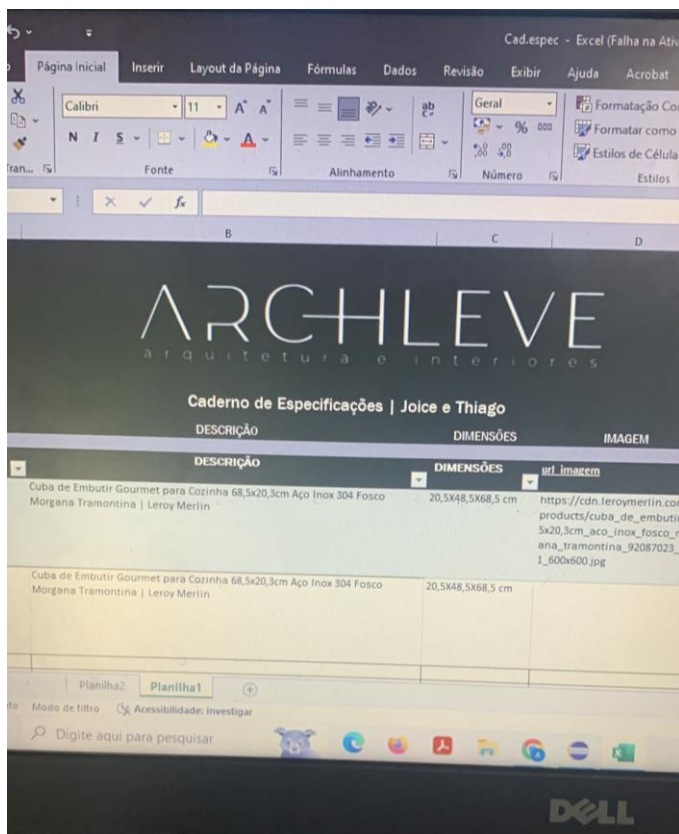 Cad.espec - Excel (Falha na Ativ
Página Inicial Inserir Layout da Página Fórmulas Dados Revisão Exibir Ajuda Acrobat
Calibri 11 A A ab Geral Formatação Co
N I S A % 000 Formatar como
Estilos de Célula
ran... Fonte Alinhamento Número Estilos
fx
B C D
ARCHLEVE
arquitetura e interiores
Caderno de Especificações | Joice e Thiago
DESCRIÇÃO DIMENSÕES IMAGEM
DESCRIÇÃO DIMENSÕES url_imagem
Cuba de Embutir Gourmet para Cozinha 68,5x20,3cm Aço Inox 304 Fosco 20,5X48,5X68,5 cm https://cdn.leroymerlin.co
Morgana Tramontina | Leroy Merlin products/cuba_de_embuti
5x20,3cm_aco_inox_fosco_
ana_tramontina_92087023_
1_600x600.jpg
Cuba de Embutir Gourmet para Cozinha 68,5x20,3cm Aço Inox 304 Fosco 20,5X48,5X68,5 cm
Morgana Tramontina | Leroy Merlin
Planilha2 Planilha1
to Modo de filtro Acessibilidade: investigar
Digite aqui para pesquisar
DELL